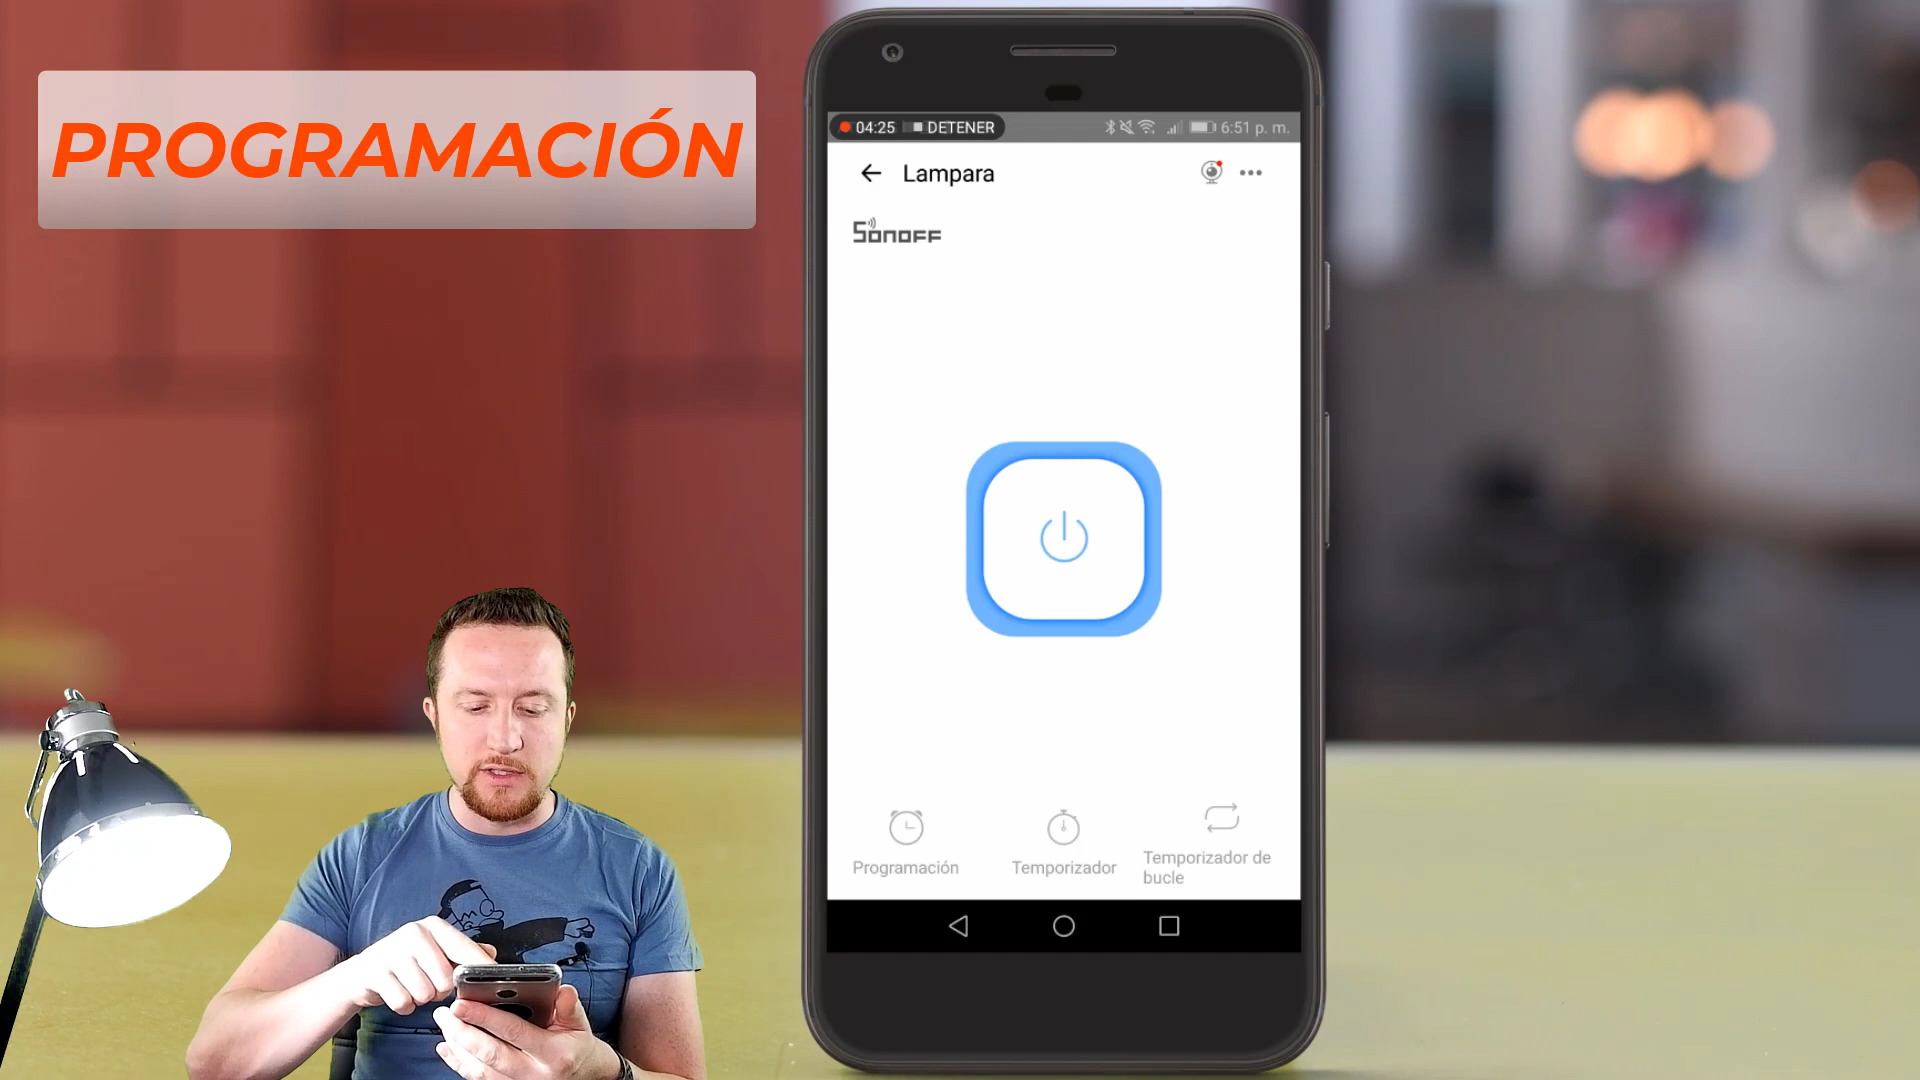 PROGRAMACIÓN
04:25 DETENER 6:51 p. m.
Lampara
SONOFF
Programación
Temporizador
Temporizador de
bucle